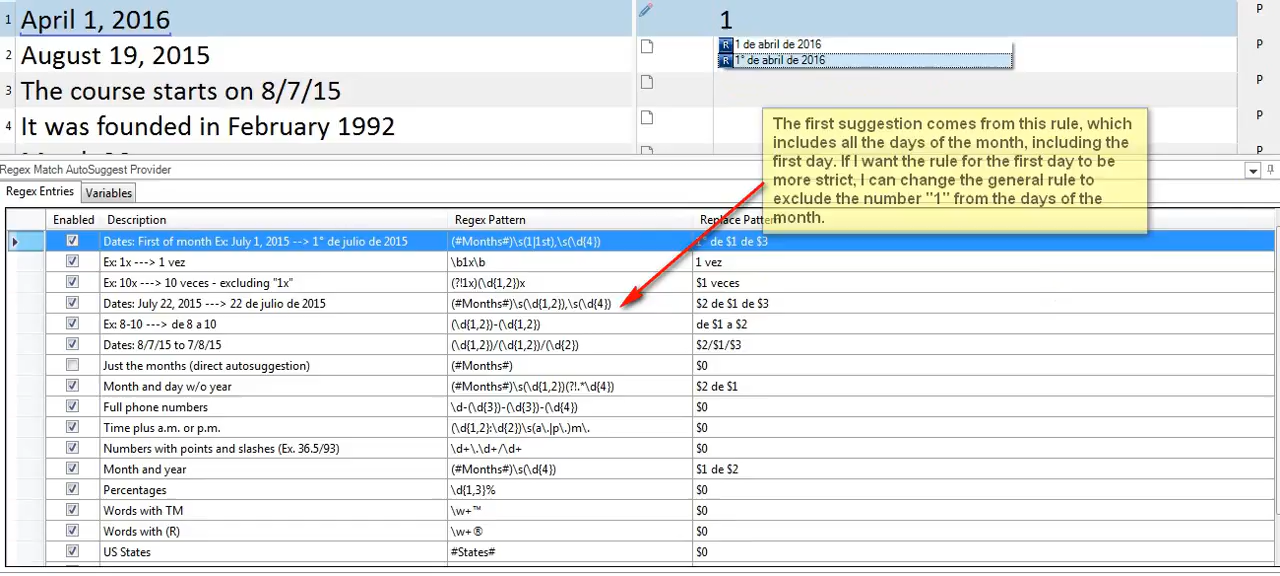 1 April 1, 2016 1 P
R 1 de abril de 2016
R 1° de abril de 2016
2 August 19, 2015 P
3 The course starts on 8/7/15 P
4 It was founded in February 1992 P
P
The first suggestion comes from this rule, which
includes all the days of the month, including the
first day. If I want the rule for the first day to be
more strict, I can change the general rule to
exclude the number "1" from the days of the
month.
Regex Match AutoSuggest Provider
Regex Entries Variables
Enabled Description Regex Pattern Replace Pattern
Dates: First of month Ex: July 1, 2015 --> 1° de julio de 2015 (#Months#)\s(1|1st),\s(\d{4}) 1° de $1 de $3
Ex: 1x ---> 1 vez \b1x\b 1 vez
Ex: 10x ---> 10 veces - excluding "1x" (?!1x)(\d{1,2})x $1 veces
Dates: July 22, 2015 ---> 22 de julio de 2015 (#Months#)\s(\d{1,2}),\s(\d{4}) $2 de $1 de $3
Ex: 8-10 ---> de 8 a 10 (\d{1,2})-(\d{1,2}) de $1 a $2
Dates: 8/7/15 to 7/8/15 (\d{1,2})/(\d{1,2})/(\d{2}) $2/$1/$3
Just the months (direct autosuggestion) (#Months#) $0
Month and day w/o year (#Months#)\s(\d{1,2})(?!.*\d{4}) $2 de $1
Full phone numbers \d-(\d{3})-(\d{3})-(\d{4}) $0
Time plus a.m. or p.m. (\d{1,2}:\d{2})\s(a\.|p\.)m\. $0
Numbers with points and slashes (Ex. 36.5/93) \d+\.\d+/\d+ $0
Month and year (#Months#)\s(\d{4}) $1 de $2
Percentages \d{1,3}% $0
Words with TM \w+™ $0
Words with (R) \w+® $0
US States #States# $0